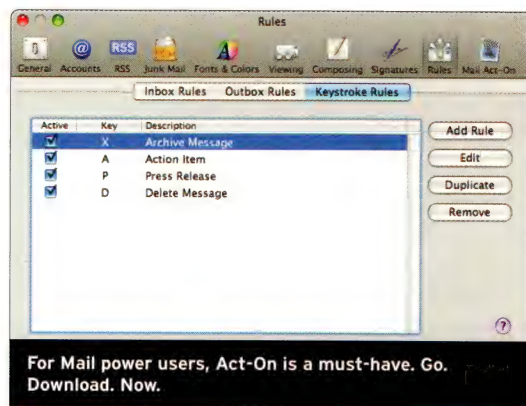 Rules
RSS
General Accounts RSS Junk Mail Fonts & Colors Viewing Composing Signatures Rules Mail Act-On
Inbox Rules Outbox Rules Keystroke Rules
Active Key Description
X Archive Message
A Action Item
P Press Release
D Delete Message
Add Rule
Edit
Duplicate
Remove
?
For Mail power users, Act-On is a must-have. Go.
Download. Now.